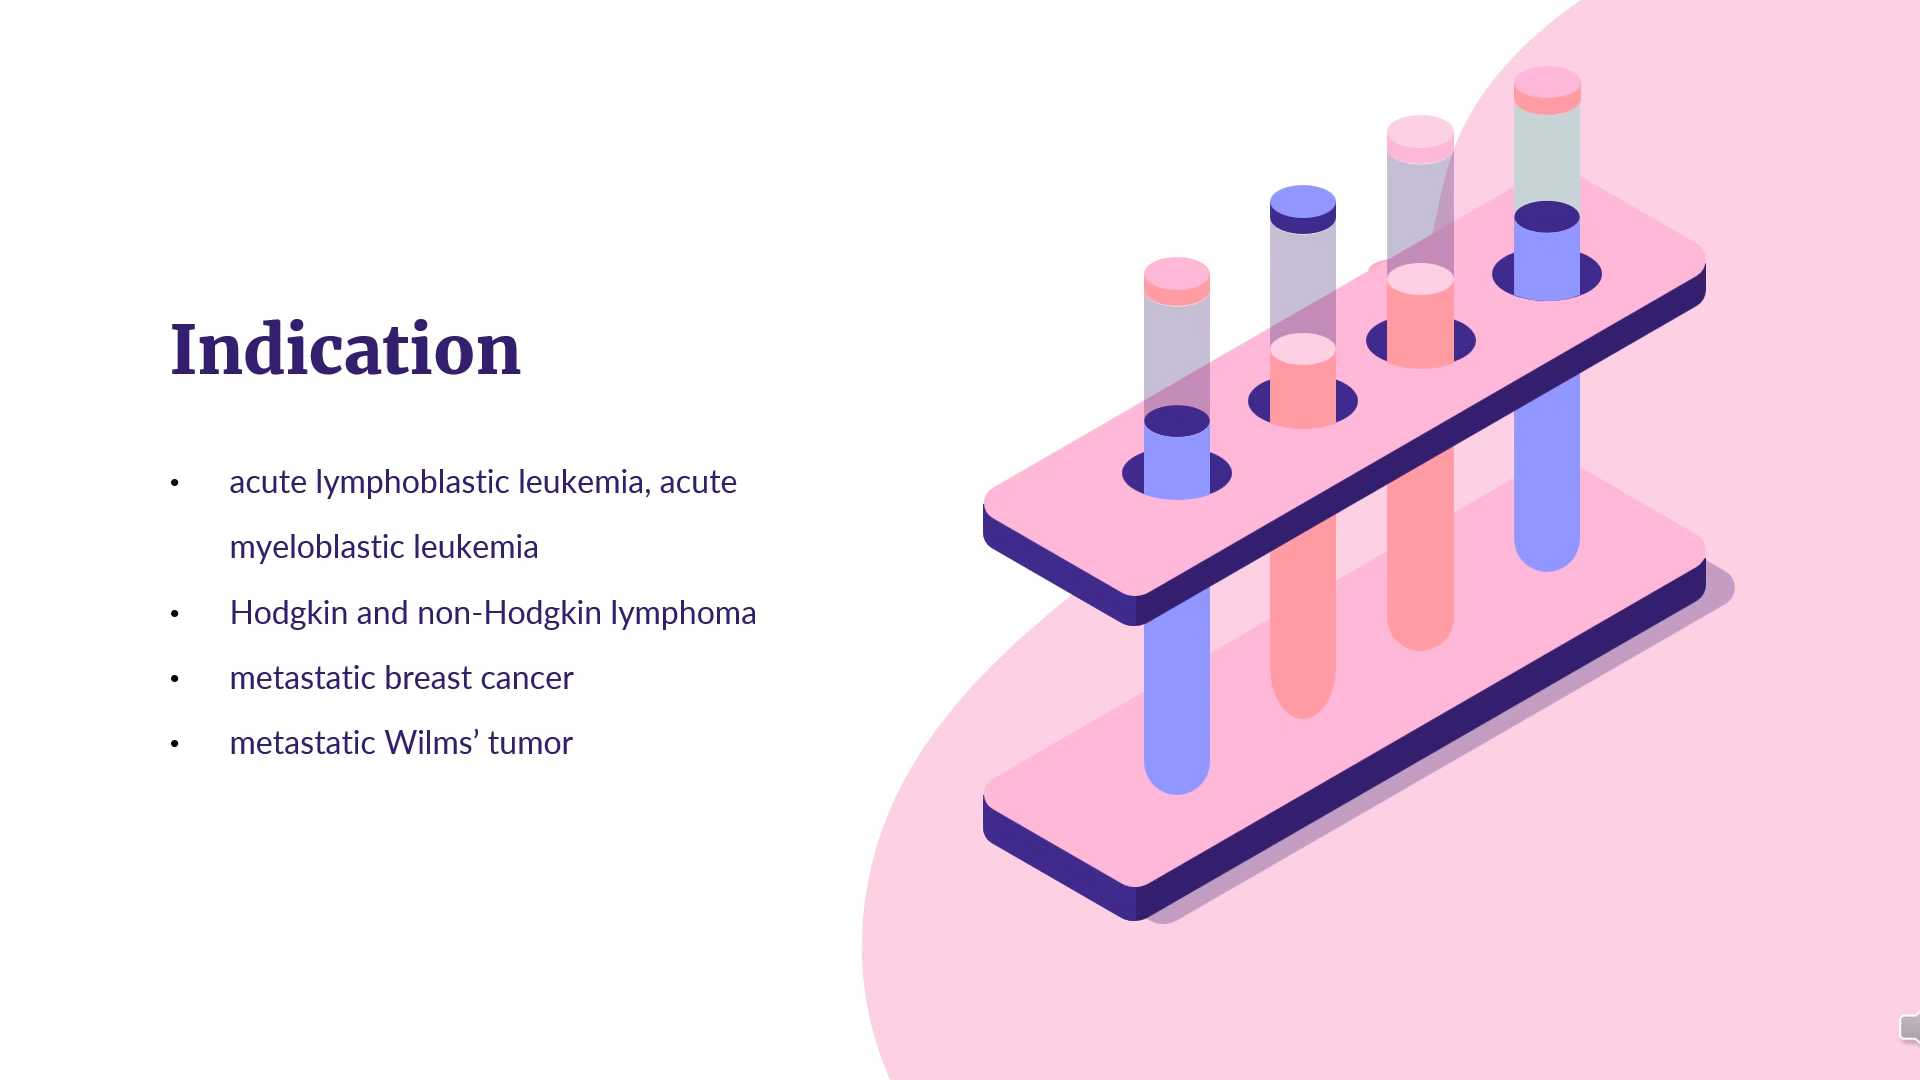 Indication
• acute lymphoblastic leukemia, acute
myeloblastic leukemia
• Hodgkin and non-Hodgkin lymphoma
• metastatic breast cancer
• metastatic Wilms’ tumor